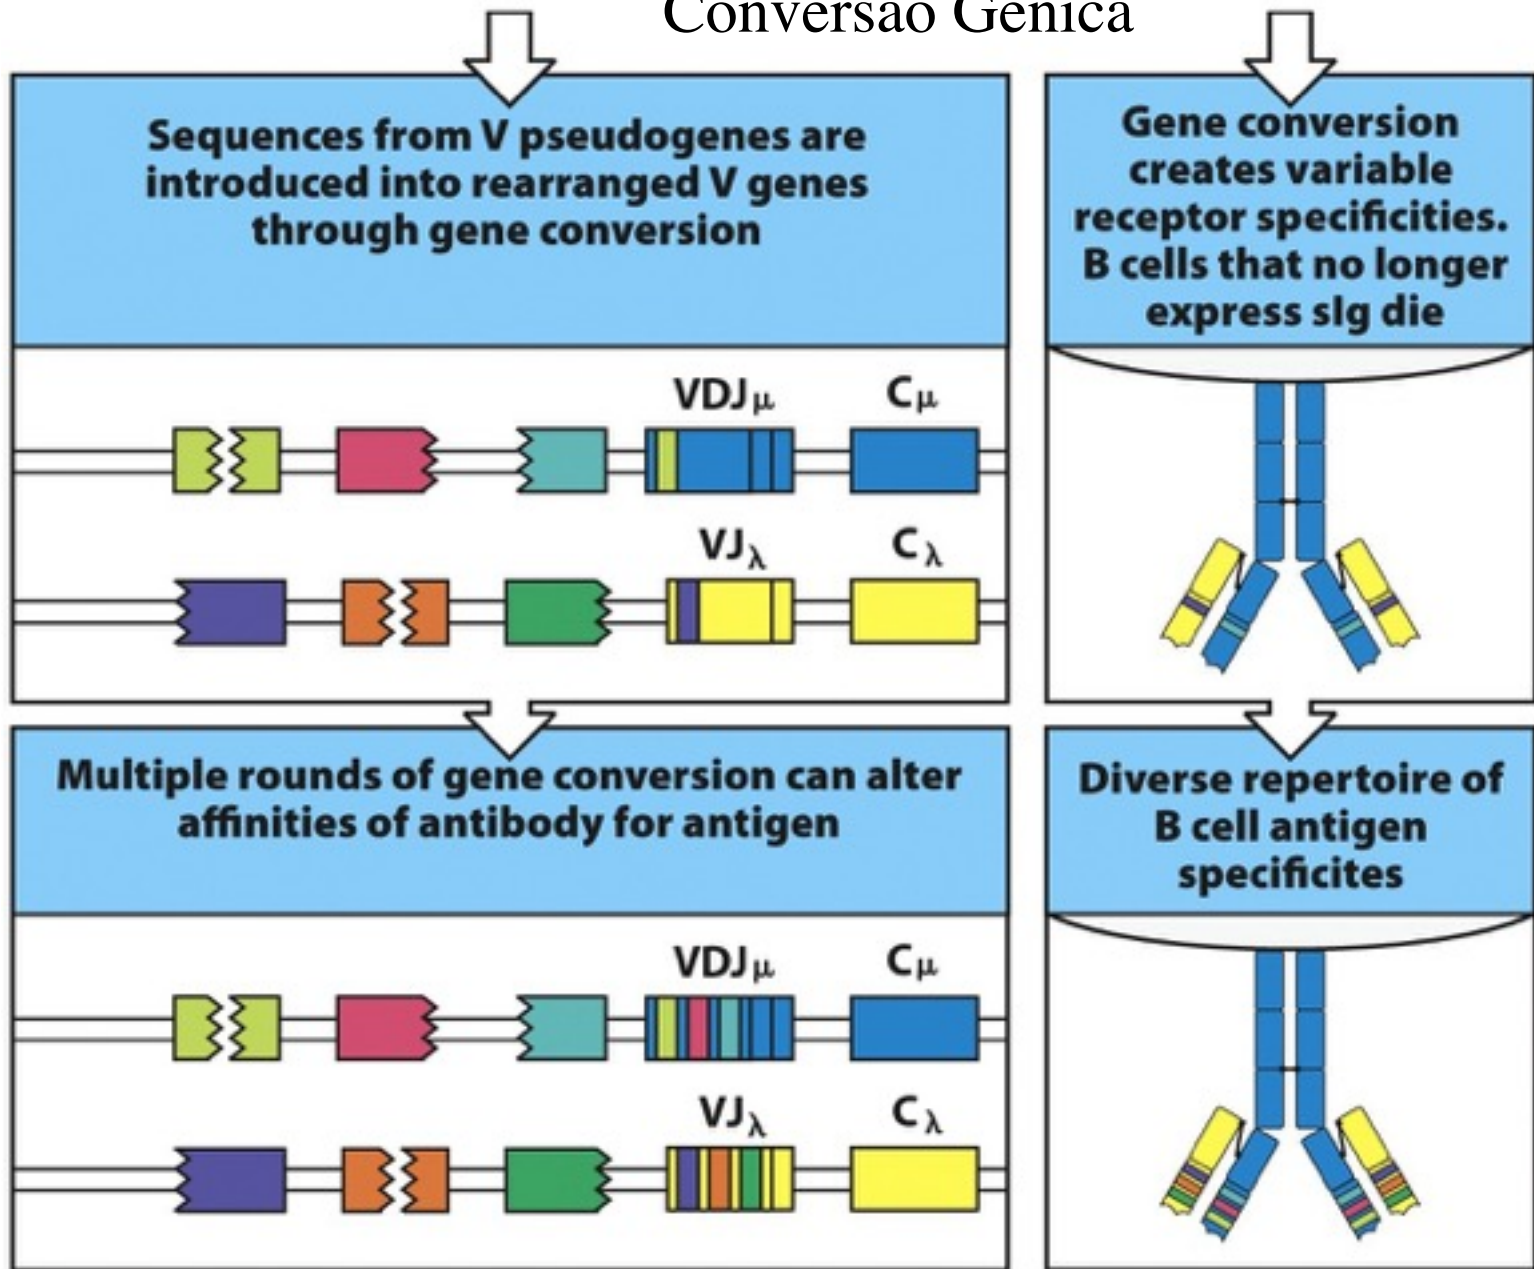 Conversão Gênica
Sequences from V pseudogenes are
introduced into rearranged V genes
through gene conversion
VDJμ Cμ
VJλ Cλ
Gene conversion
creates variable
receptor specificities.
B cells that no longer
express sIg die
Multiple rounds of gene conversion can alter
affinities of antibody for antigen
VDJμ Cμ
VJλ Cλ
Diverse repertoire of
B cell antigen
specificites